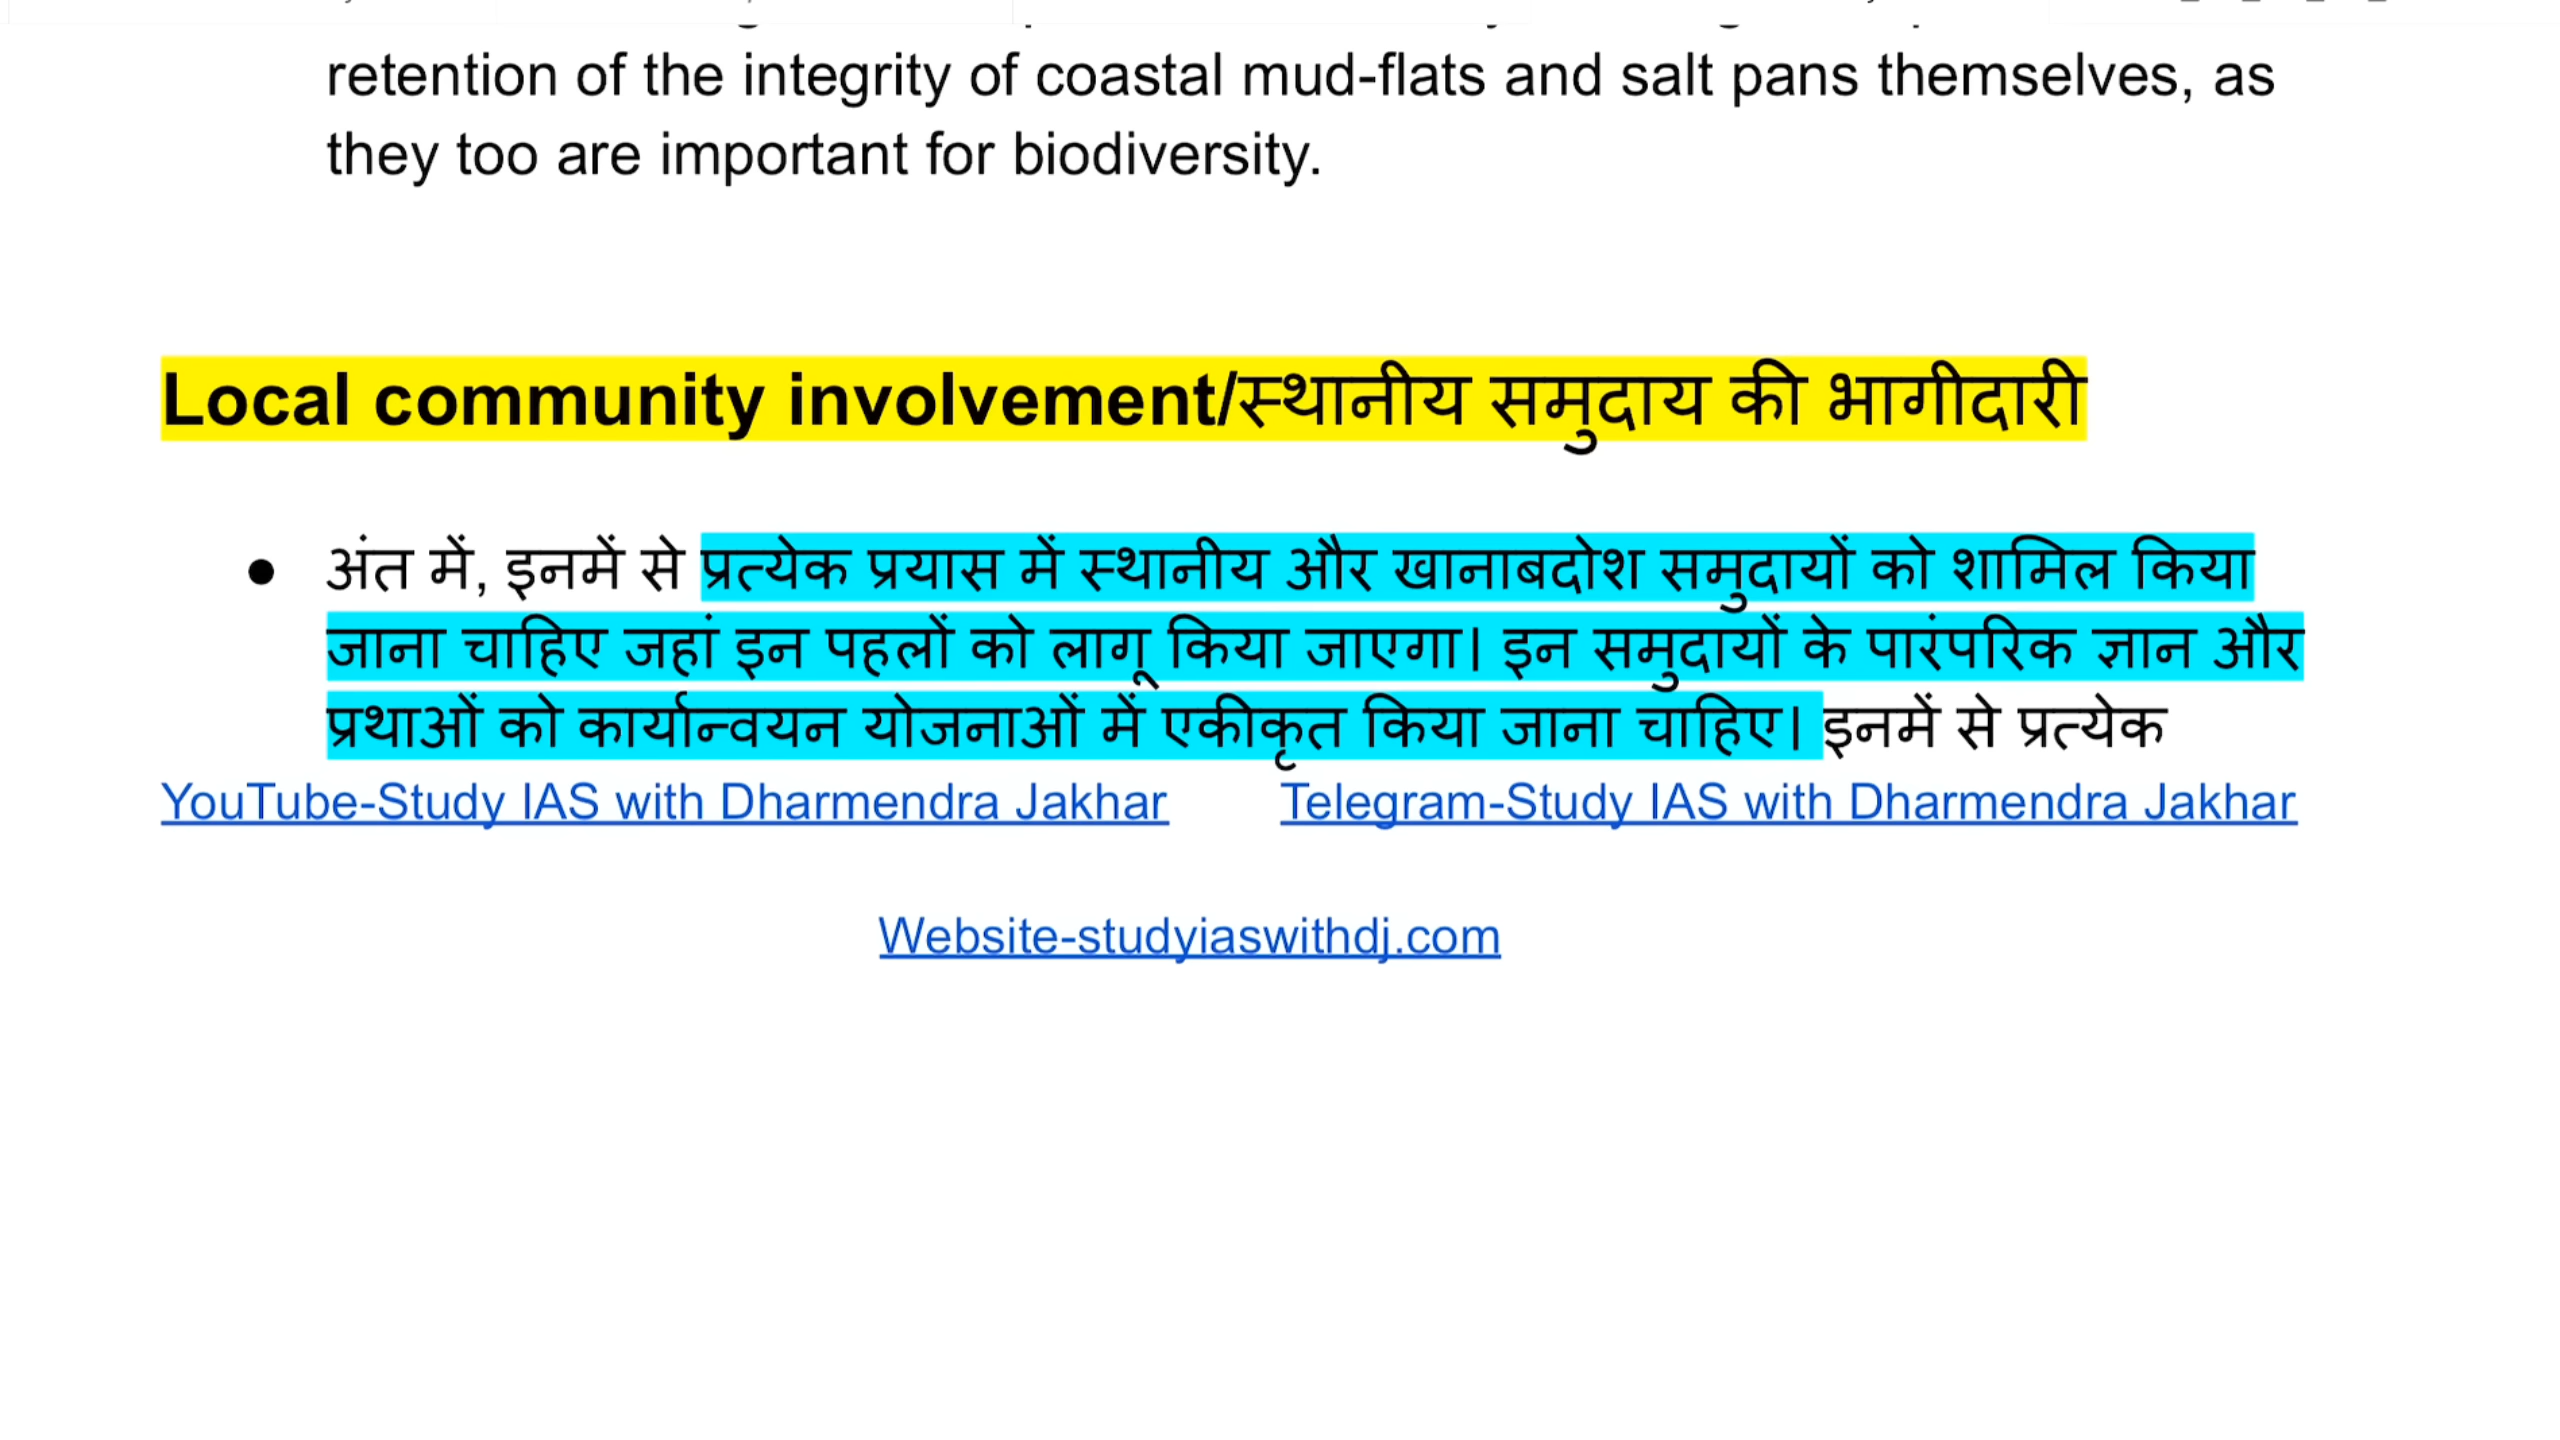 retention of the integrity of coastal mud-flats and salt pans themselves, as
they too are important for biodiversity.
Local community involvement/स्थानीय समुदाय की भागीदारी
● अंत में, इनमें से प्रत्येक प्रयास में स्थानीय और खानाबदोश समुदायों को शामिल किया
जाना चाहिए जहां इन पहलों को लागू किया जाएगा। इन समुदायों के पारंपरिक ज्ञान और
प्रथाओं को कार्यान्वयन योजनाओं में एकीकृत किया जाना चाहिए। इनमें से प्रत्येक
YouTube-Study IAS with Dharmendra Jakhar Telegram-Study IAS with Dharmendra Jakhar
Website-studyiaswithdj.com